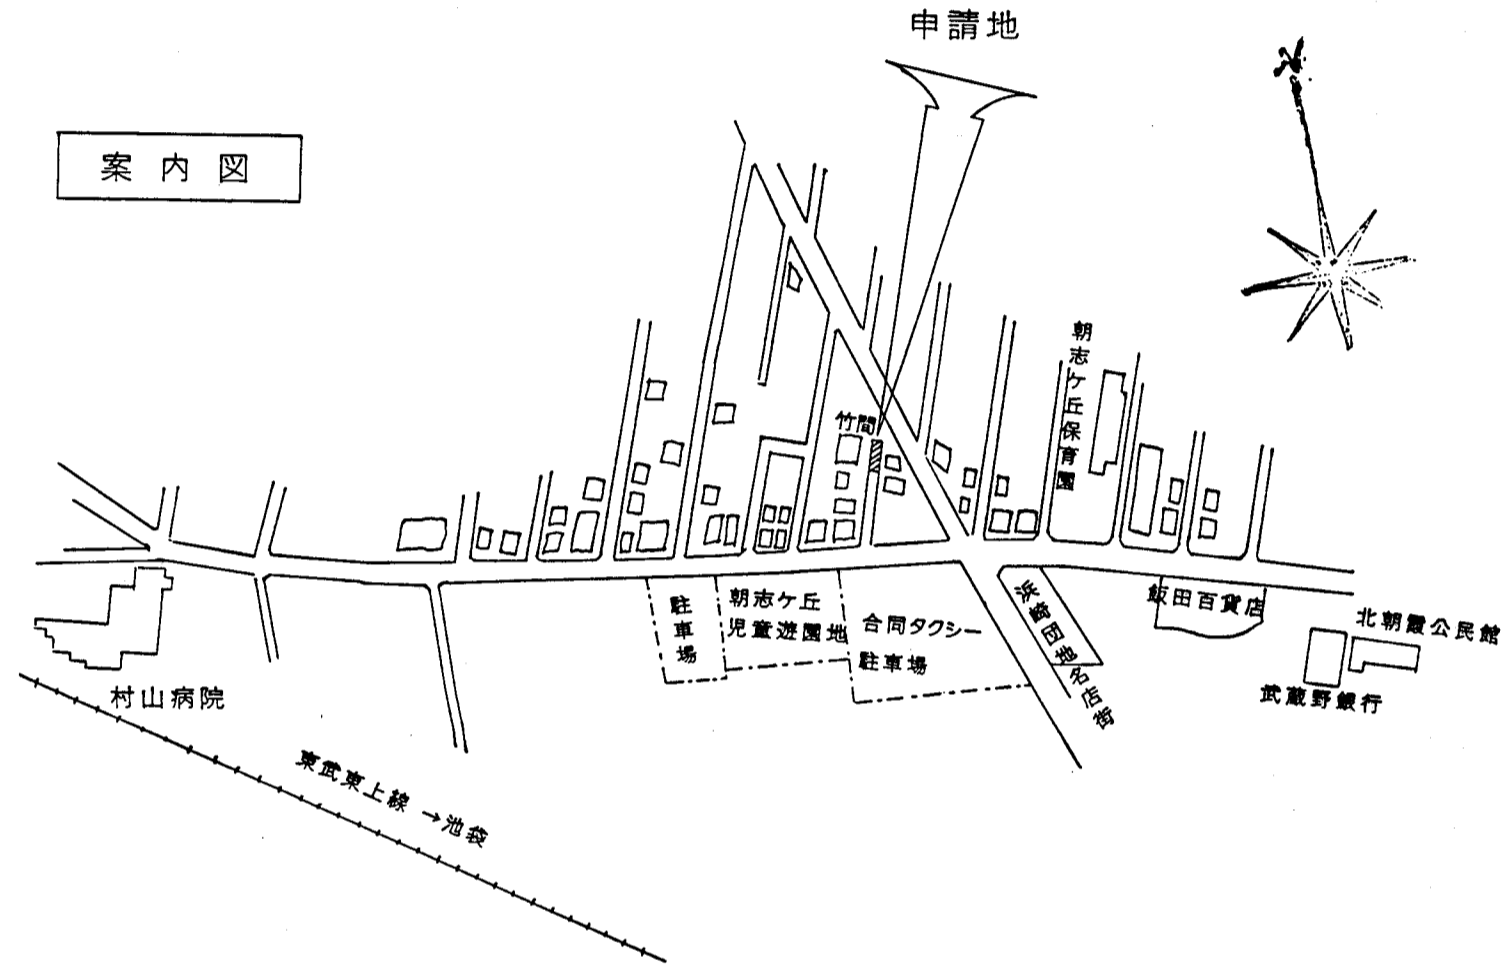 申請地
案内図
朝志ケ丘保育園
竹間
駐車場
朝志ケ丘
児童遊園地
合同タクシー
駐車場
浜崎団地名店街
飯田百貨店
北朝霞公民館
武蔵野銀行
村山病院
東武東上線→池袋